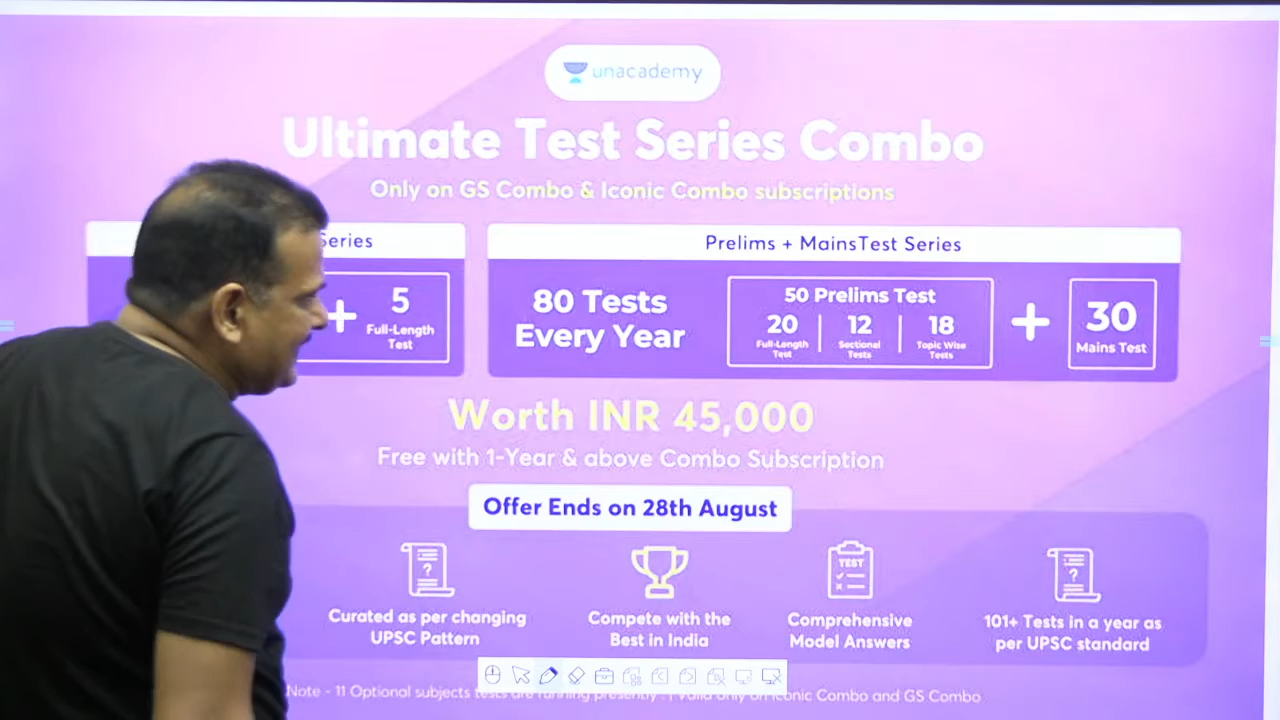 unacademy
Ultimate Test Series Combo
Only on GS Combo & Iconic Combo subscriptions
Series
+ 5
Full-Length
Test
Prelims + MainsTest Series
80 Tests
Every Year
50 Prelims Test
20
Full-Length
Test
12
Sectional
Tests
18
Topic Wise
Tests
+
30
Mains Test
Worth INR 45,000
Free with 1-Year & above Combo Subscription
Offer Ends on 28th August
?
Curated as per changing
UPSC Pattern
Compete with the
Best in India
TEST
Comprehensive
Model Answers
?
101+ Tests in a year as
per UPSC standard
Note - 11 Optional subjects tests are running presently . | Valid only on Iconic Combo and GS Combo